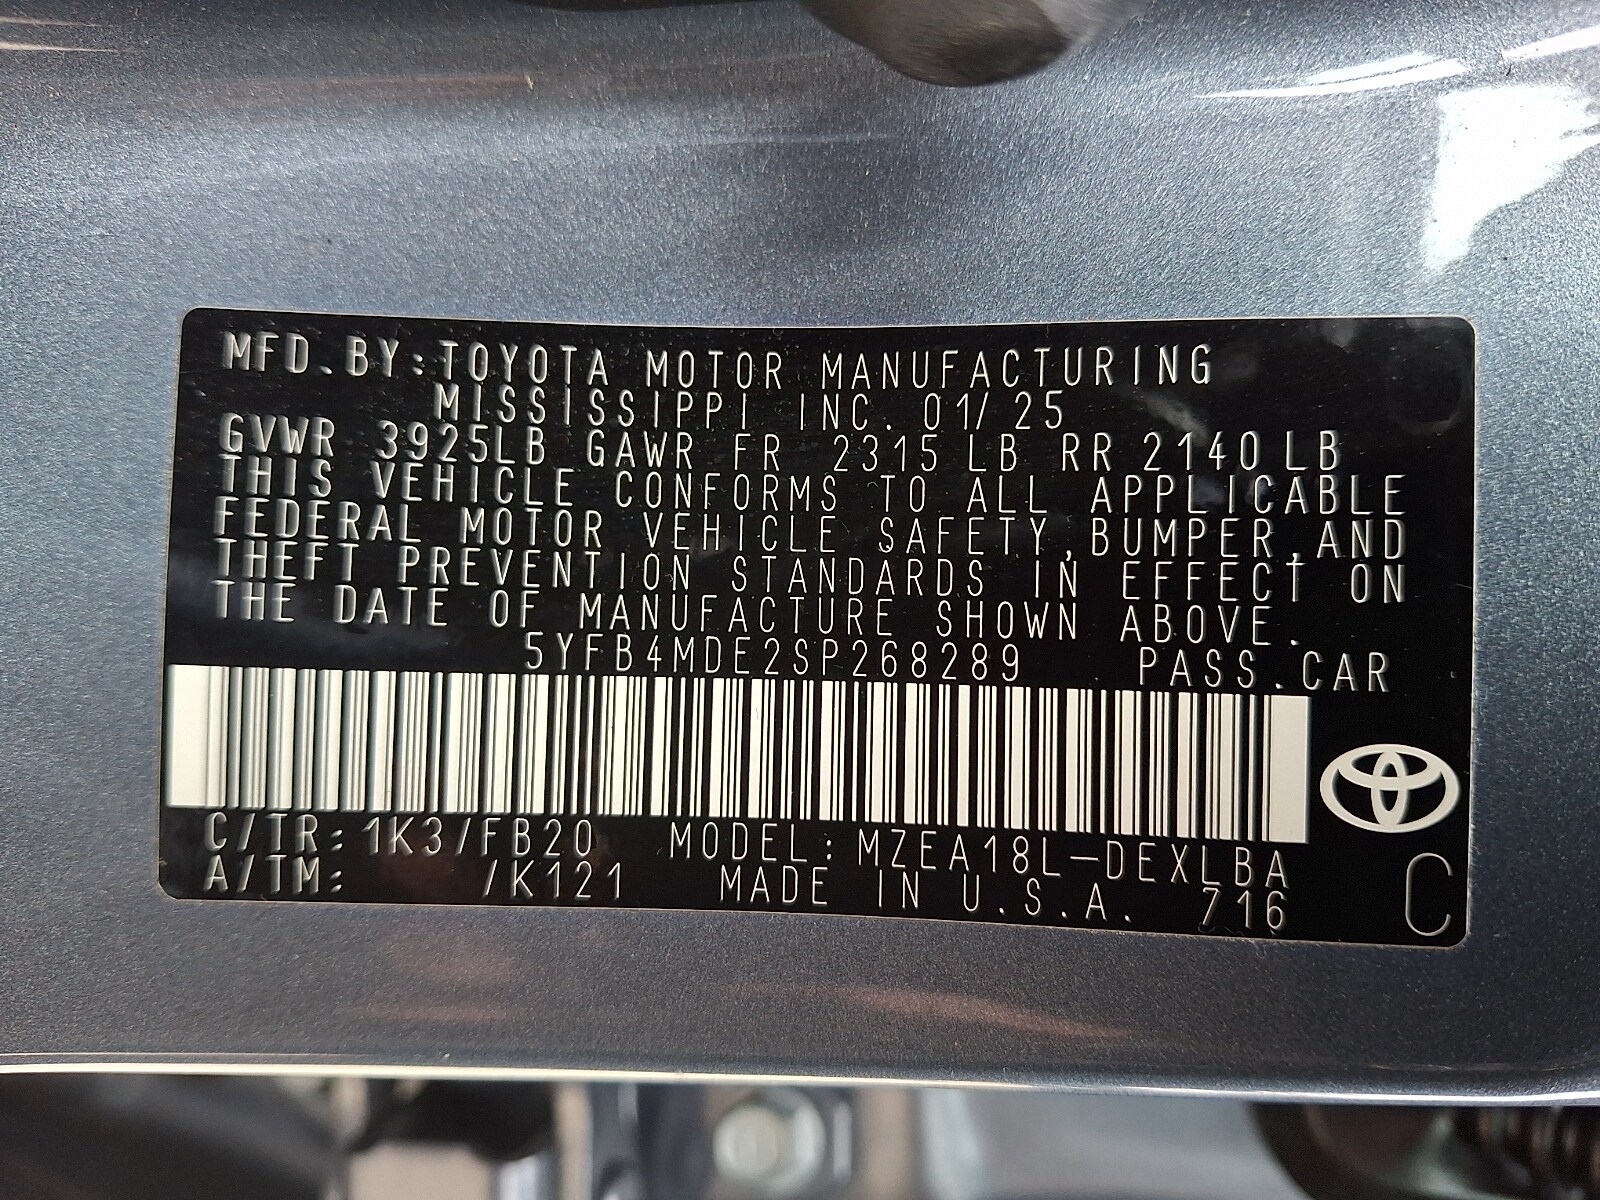 MFD.BY:TOYOTA MOTOR MANUFACTURING
MISSISSIPPI INC. 01/25
GVWR 3925LB GAWR FR 2315 LB RR 2140 LB
THIS VEHICLE CONFORMS TO ALL APPLICABLE
FEDERAL MOTOR VEHICLE SAFETY,BUMPER,AND
THEFT PREVENTION STANDARDS IN EFFECT ON
THE DATE OF MANUFACTURE SHOWN ABOVE.
5YFB4MDE2SP268289 PASS.CAR
C/TR:1K3/FB20 MODEL:MZEA18L-DEXLBA
A/TM: /K121 MADE IN U.S.A. 716
C